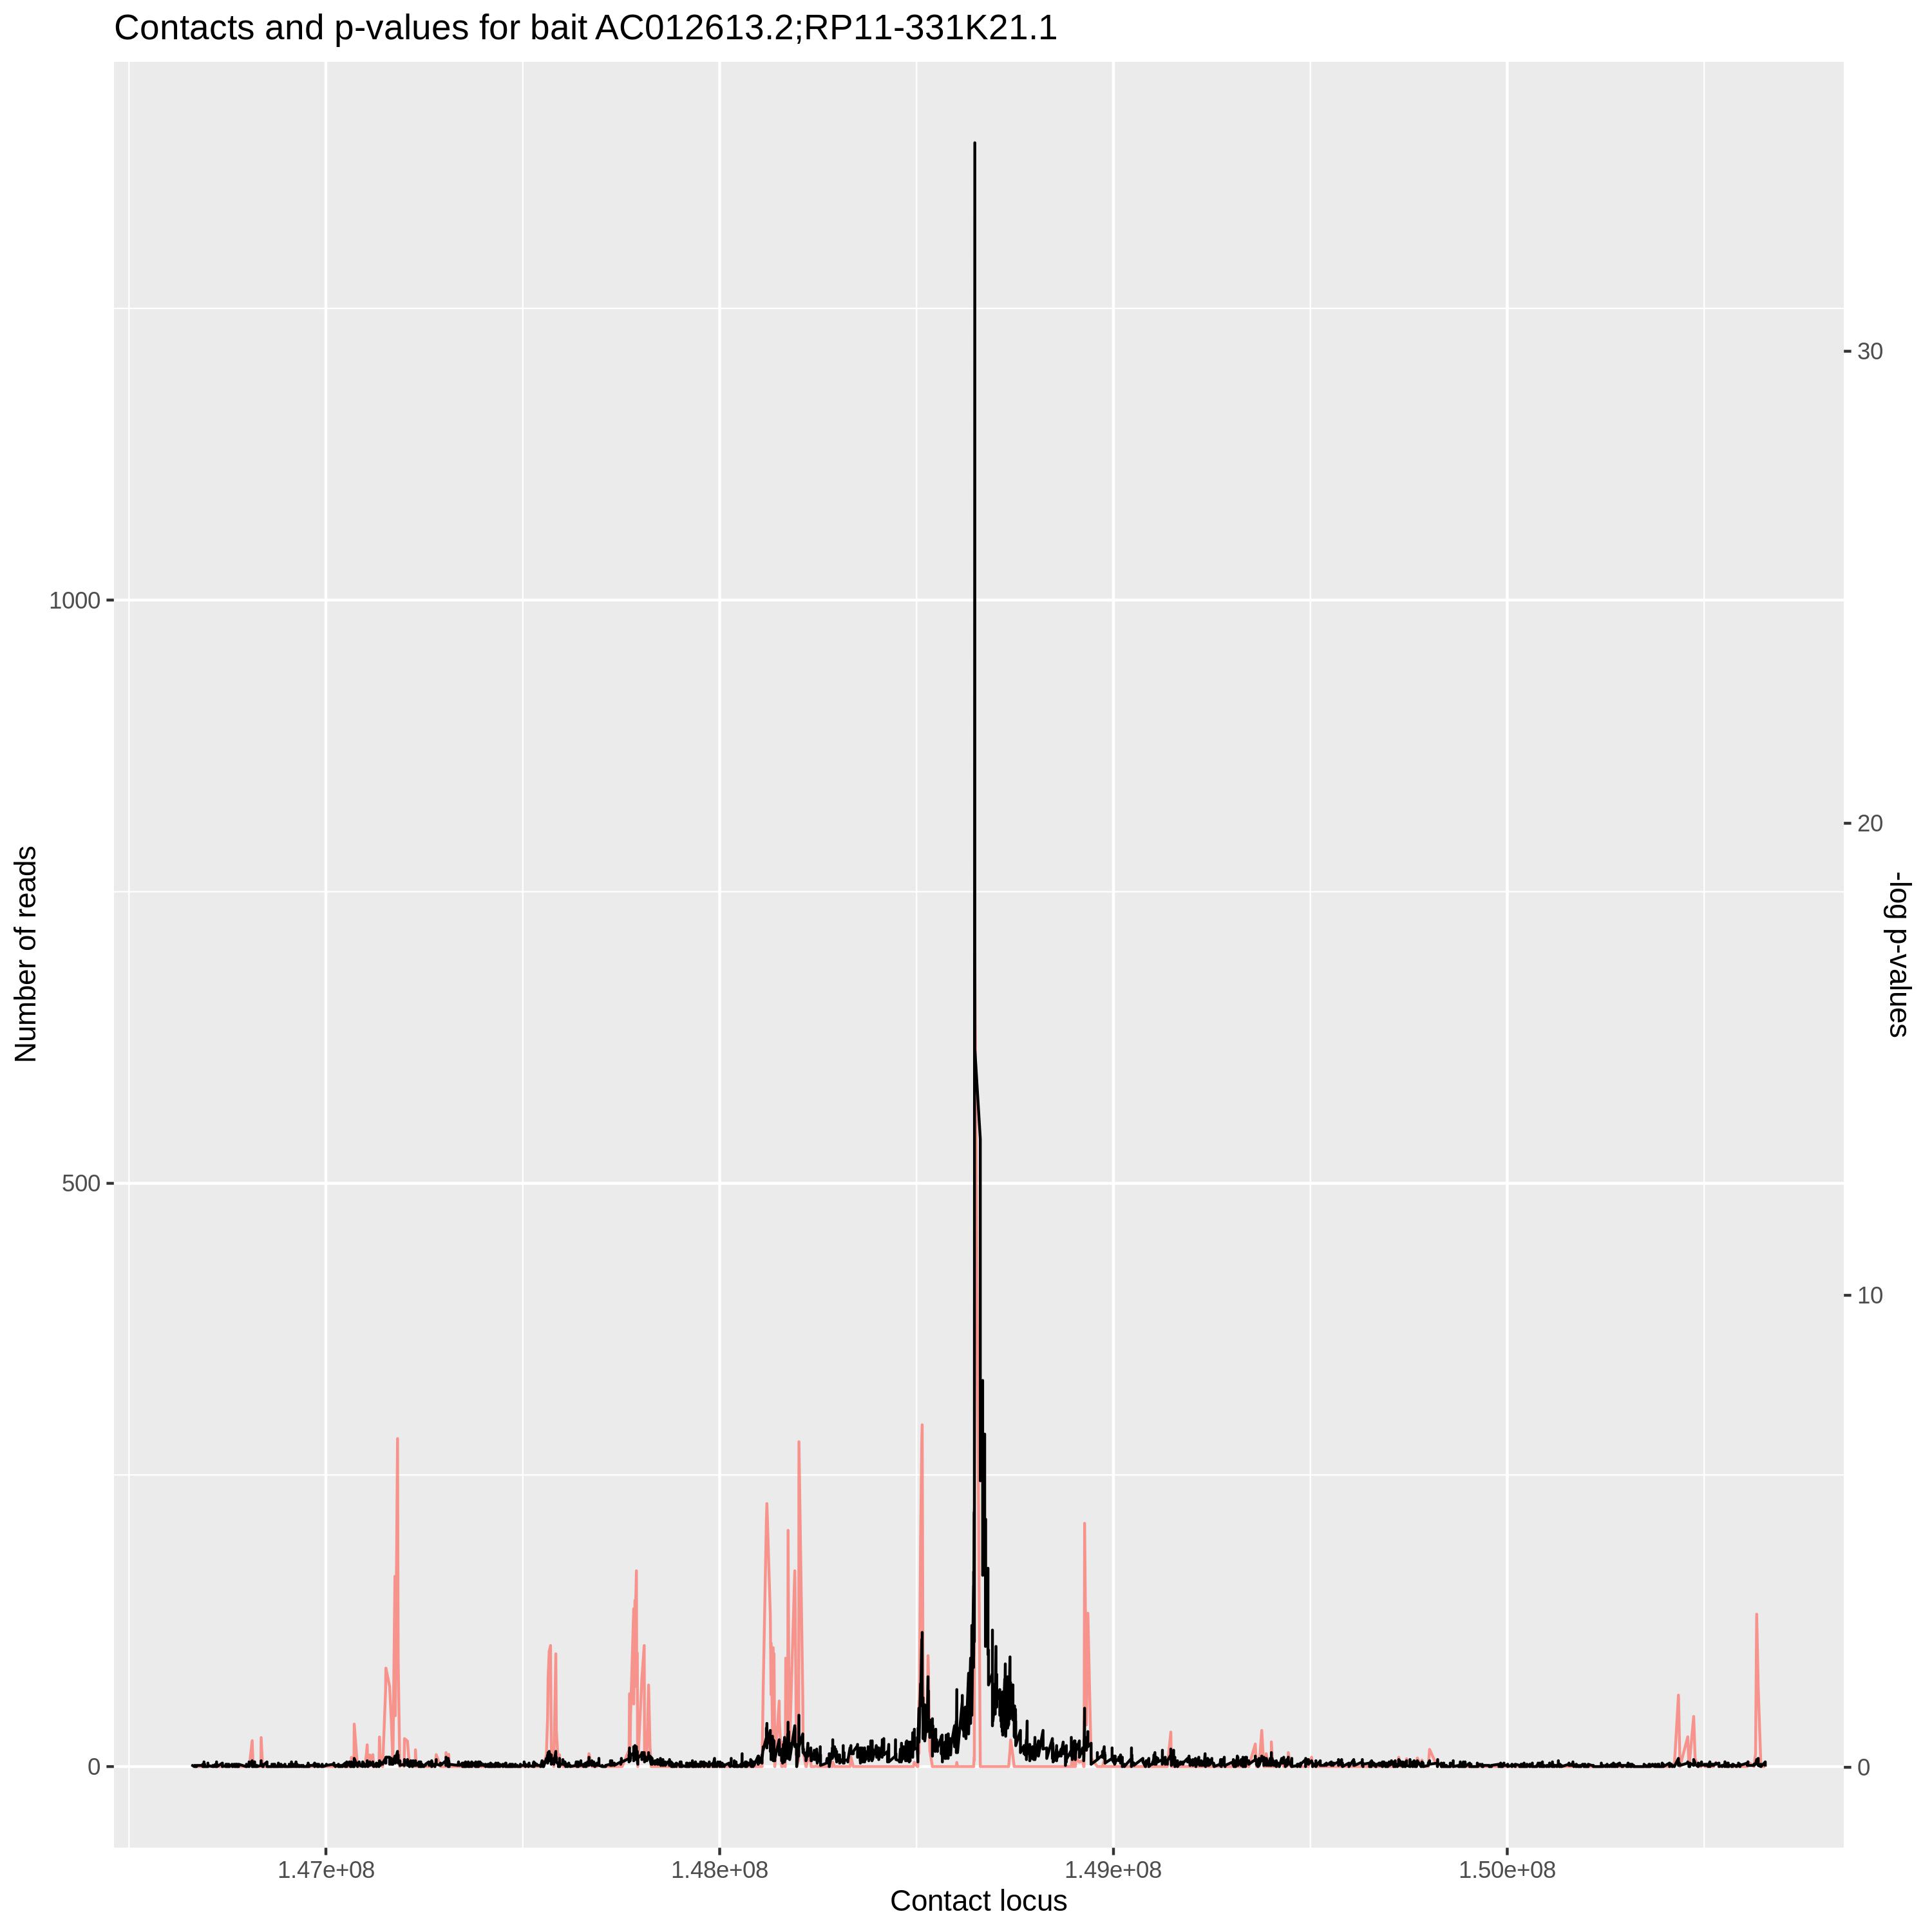 Contacts and p-values for bait AC012613.2;RP11-331K21.1
Number of reads
1000
500
0
30
20
10
0
-log p-values
1.47e+08
1.48e+08
1.49e+08
1.50e+08
Contact locus